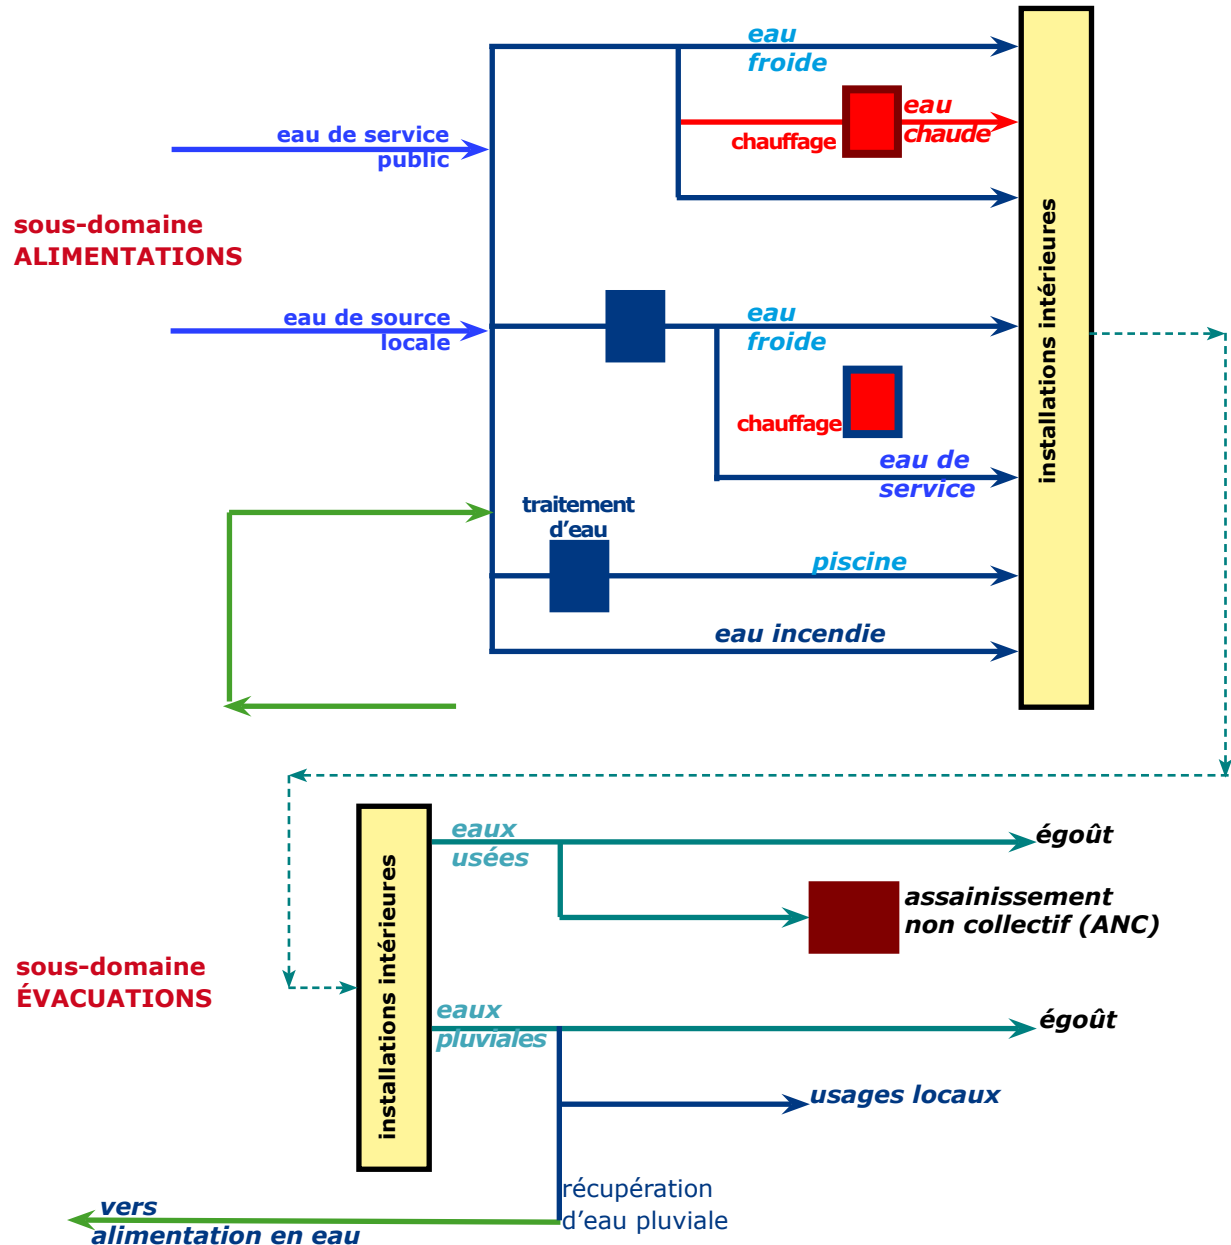 eau
froide
eau
chaude
chauffage
eau de service
public
sous-domaine
ALIMENTATIONS
installations intérieures
eau de source
locale
eau
froide
chauffage
eau de
service
traitement
d’eau
piscine
eau incendie
eaux
usées
égoût
assainissement
non collectif (ANC)
sous-domaine
ÉVACUATIONS
installations intérieures
eaux
pluviales
égoût
usages locaux
récupération
d’eau pluviale
vers
alimentation en eau